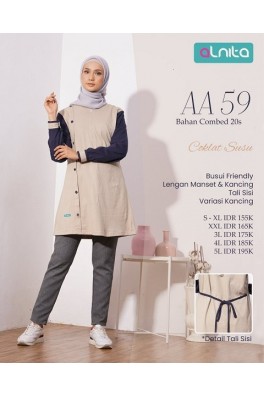 alnita
AA 59
Bahan Combed 20s
Coklat Susu
Busui Friendly
Lengan Manset & Kancing
Tali Sisi
Variasi Kancing
S - XL IDR 155K
XXL IDR 165K
3L IDR 175K
4L IDR 185K
5L IDR 195K
*Detail Tali Sisi